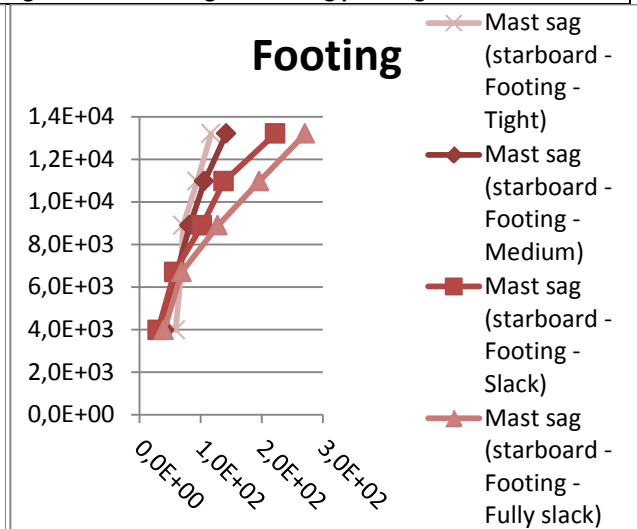 Footing
1,4E+04
1,2E+04
1,0E+04
8,0E+03
6,0E+03
4,0E+03
2,0E+03
0,0E+00
0,0E+00
1,0E+02
2,0E+02
3,0E+02
Mast sag
(starboard -
Footing -
Tight)
Mast sag
(starboard -
Footing -
Medium)
Mast sag
(starboard -
Footing -
Slack)
Mast sag
(starboard -
Footing -
Fully slack)